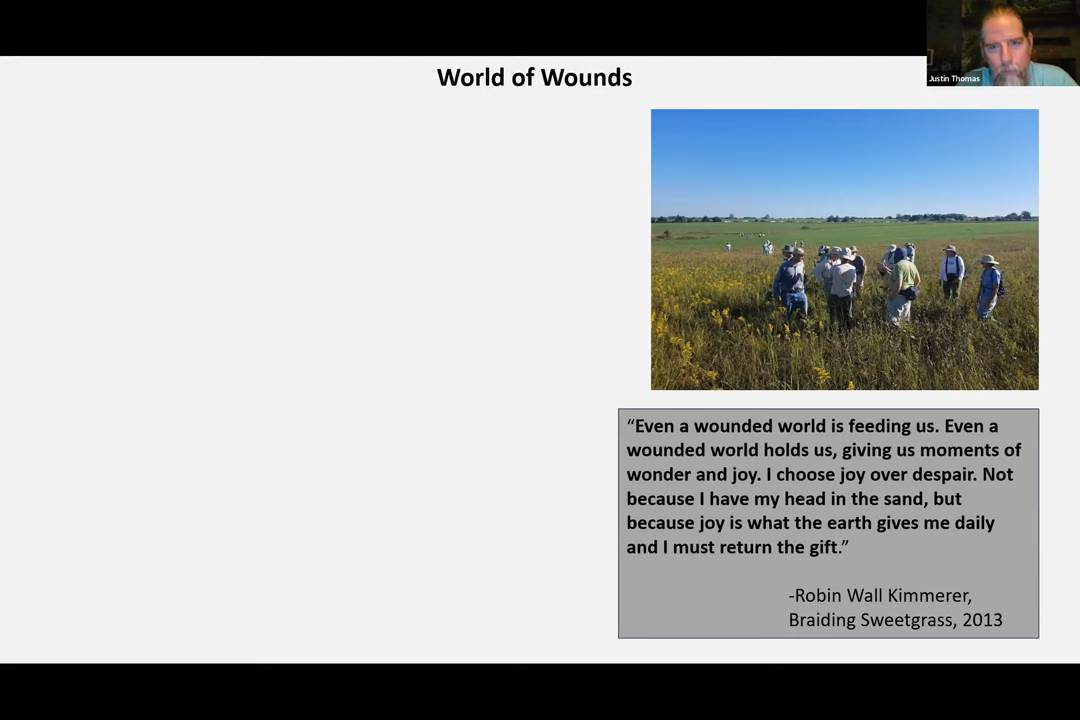 World of Wounds
Justin Thomas
“Even a wounded world is feeding us. Even a
wounded world holds us, giving us moments of
wonder and joy. I choose joy over despair. Not
because I have my head in the sand, but
because joy is what the earth gives me daily
and I must return the gift.”
-Robin Wall Kimmerer,
Braiding Sweetgrass, 2013